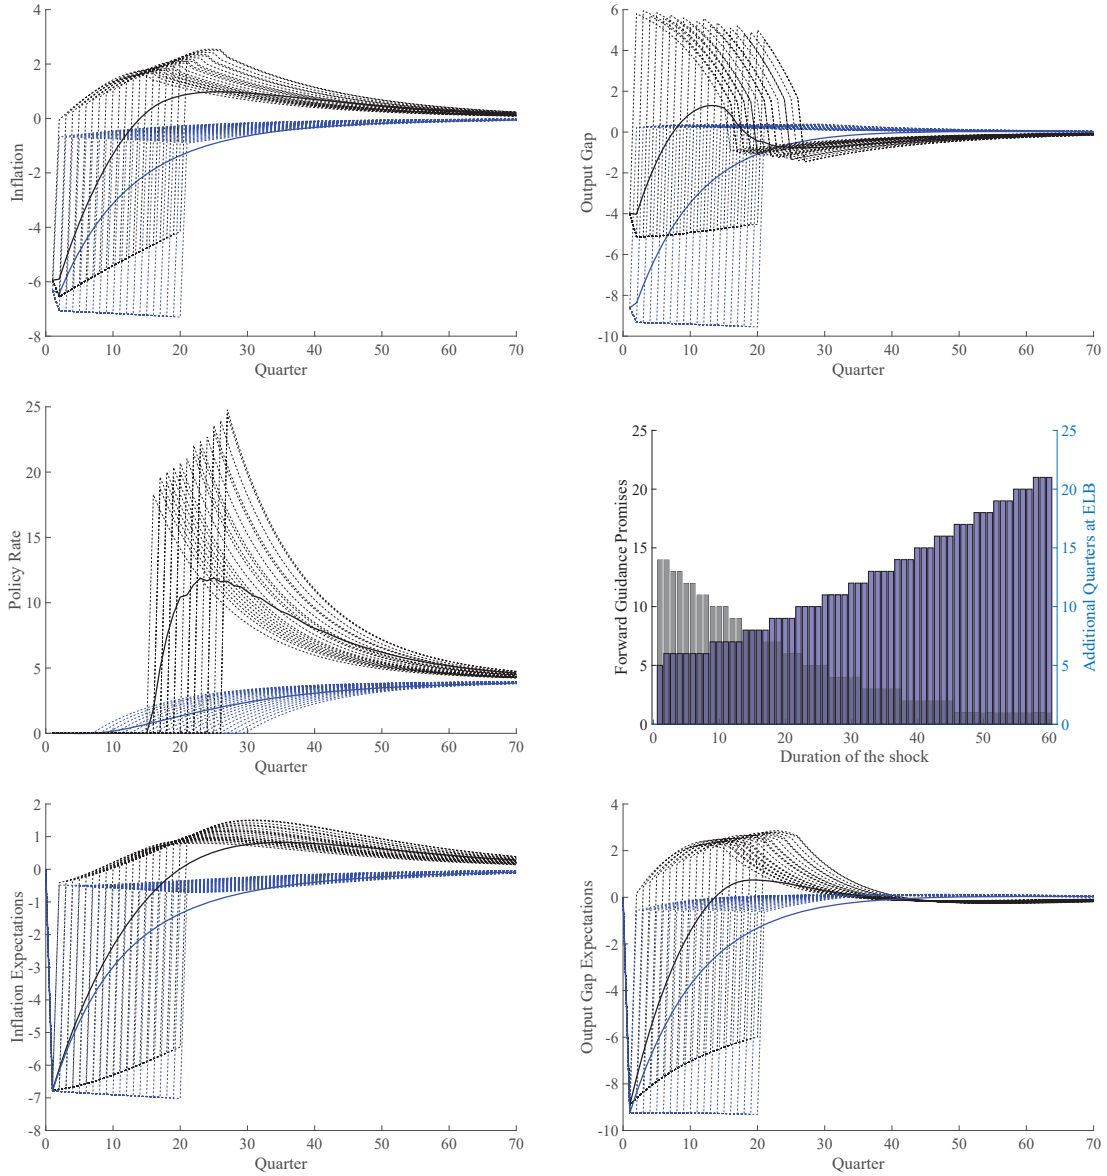 4
2
0
-2
-4
-6
-8
0 10 20 30 40 50 60 70
Inflation
Quarter
6
4
2
0
-2
-4
-6
-8
-10
0 10 20 30 40 50 60 70
Output Gap
Quarter
25
20
15
10
5
0
0 10 20 30 40 50 60 70
Policy Rate
Quarter
25
20
15
10
5
0
0 10 20 30 40 50 60
Forward Guidance Promises
25
20
15
10
5
0
Additional Quarters at ELB
Duration of the shock
2
1
0
-1
-2
-3
-4
-5
-6
-7
-8
0 10 20 30 40 50 60 70
Inflation Expectations
Quarter
4
2
0
-2
-4
-6
-8
-10
0 10 20 30 40 50 60 70
Output Gap Expectations
Quarter